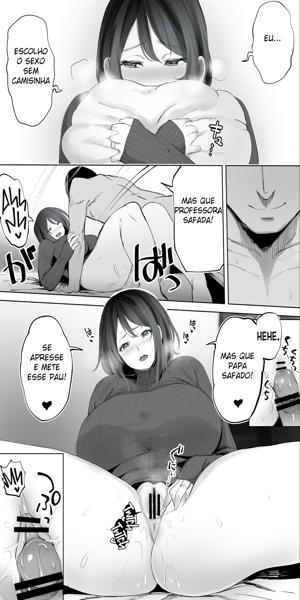 EU...
ESCOLHO
O SEXO
SEM
CAMISINHA
MAS QUE
PROFESSORA
SAFADA!
HEHE.
MAS QUE
PAPA
SAFADO!
SE
APRESSE
E METE
ESSE PAU!